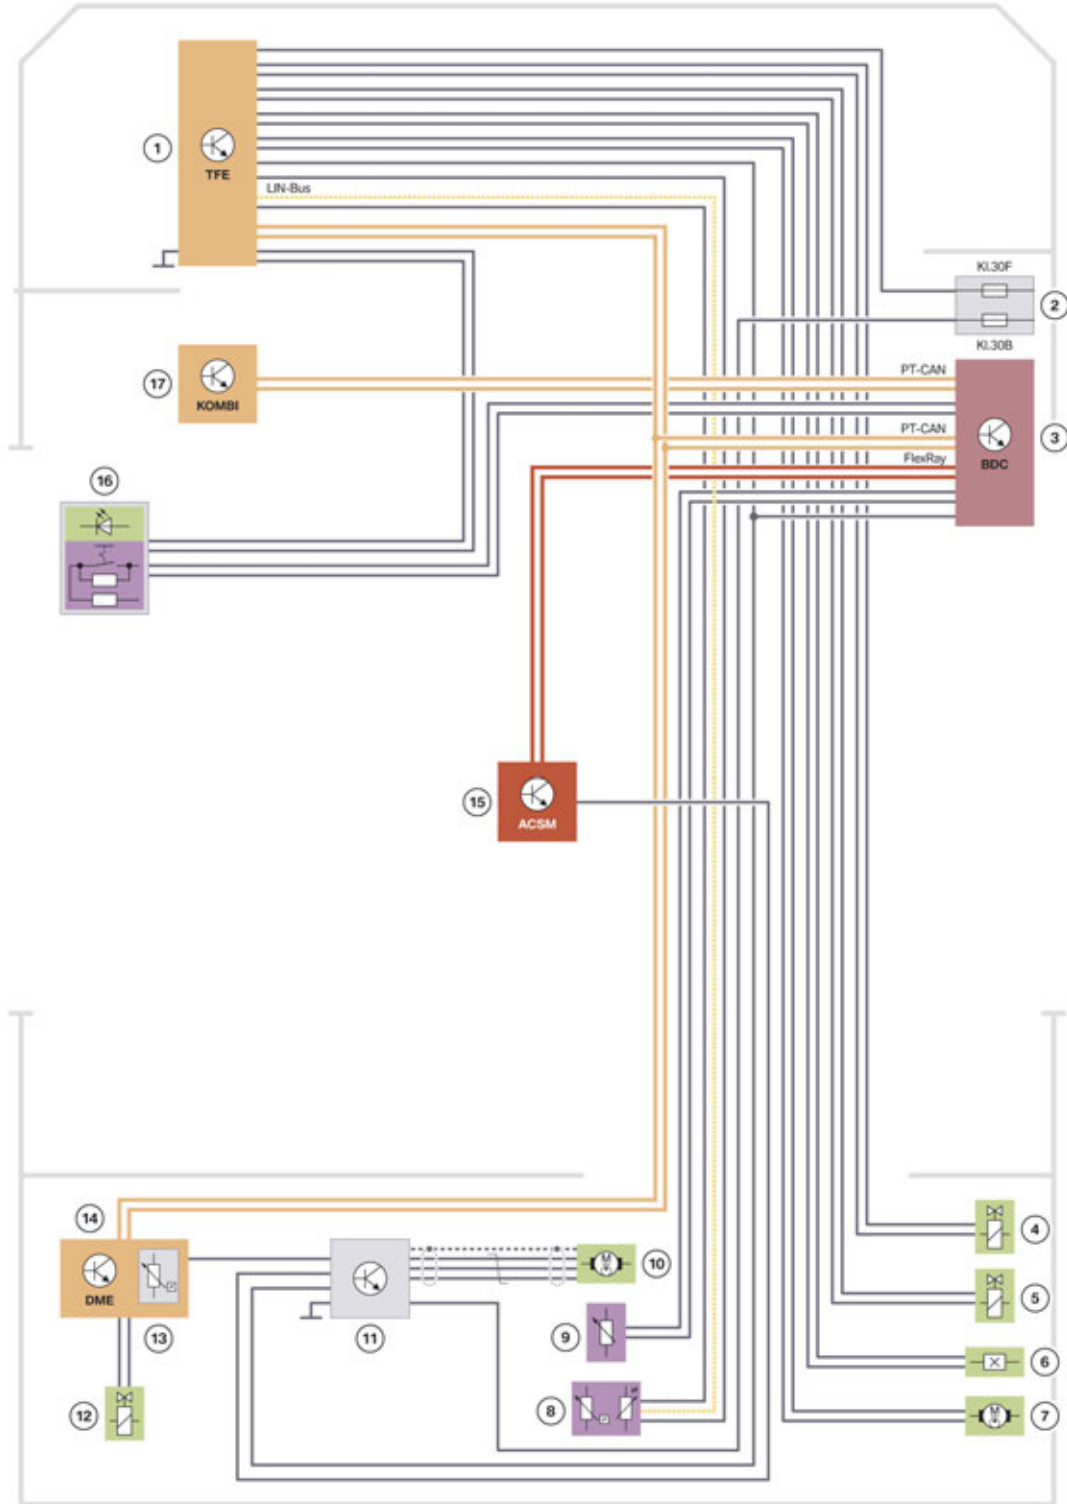 1
TFE
LIN-Bus
Kl.30F
2
Kl.30B
17
KOMBI
PT-CAN
PT-CAN
FlexRay
BDC
3
16
15
ACSM
14
DME
13
12
11
10
9
8
4
5
6
M
7